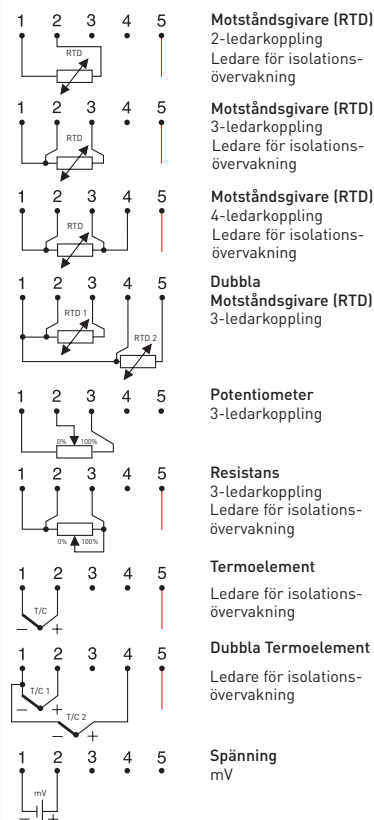 1 2 3 4 5
RTD
Motståndsgivare (RTD)
2-ledarkoppling
Ledare för isolations-
övervakning
1 2 3 4 5
RTD
Motståndsgivare (RTD)
3-ledarkoppling
Ledare för isolations-
övervakning
1 2 3 4 5
RTD
Motståndsgivare (RTD)
4-ledarkoppling
Ledare för isolations-
övervakning
1 2 3 4 5
RTD 1
RTD 2
Dubbla
Motståndsgivare (RTD)
3-ledarkoppling
1 2 3 4 5
0% 100%
Potentiometer
3-ledarkoppling
1 2 3 4 5
0% 100%
Resistans
3-ledarkoppling
Ledare för isolations-
övervakning
1 2 3 4 5
T/C
− +
Termoelement
Ledare för isolations-
övervakning
1 2 3 4 5
T/C 1
− +
T/C 2
− +
Dubbla Termoelement
Ledare för isolations-
övervakning
1 2 3 4 5
mV
− +
Spänning
mV